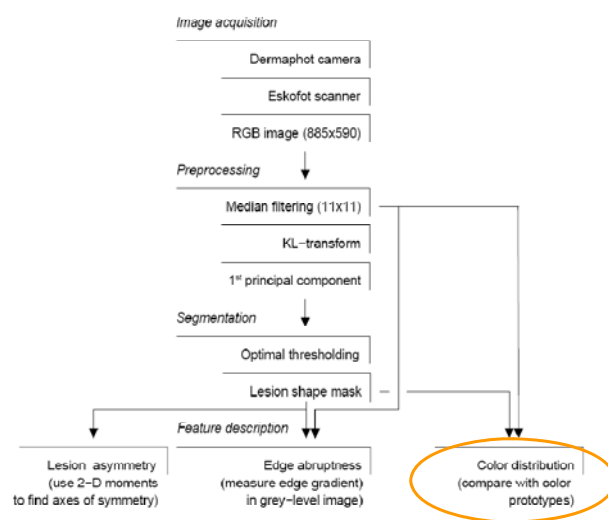 Image acquisition
Dermaphot camera
Eskofot scanner
RGB image (885x590)
Preprocessing
Median filtering (11x11)
KL-transform
1st principal component
Segmentation
Optimal thresholding
Lesion shape mask
Feature description
Lesion asymmetry
(use 2-D moments
to find axes of symmetry)
Edge abruptness
(measure edge gradient)
in grey-level image)
Color distribution
(compare with color
prototypes)